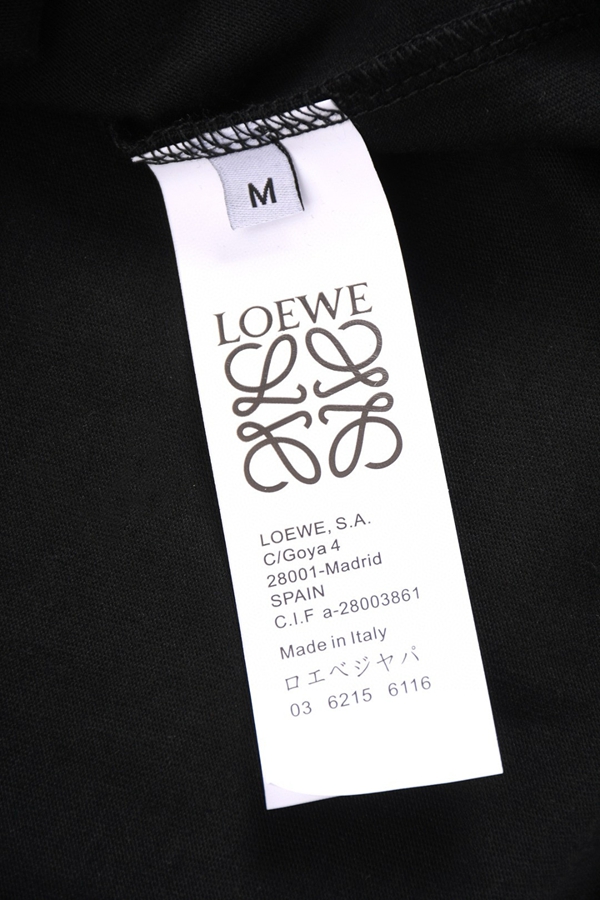 M
LOEWE
LOEWE, S.A.
C/Goya 4
28001-Madrid
SPAIN
C.I.F a-28003861
Made in Italy
ロエベジヤパ
03 6215 6116